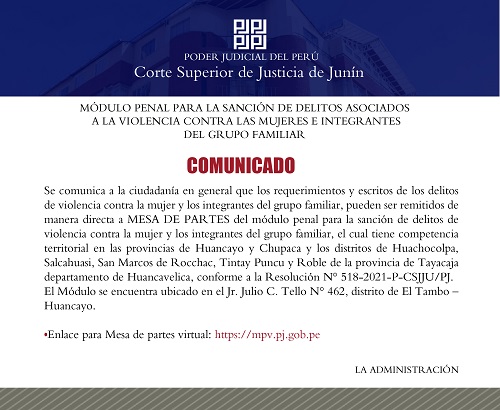 PODER JUDICIAL DEL PERÚ
Corte Superior de Justicia de Junín
MÓDULO PENAL PARA LA SANCIÓN DE DELITOS ASOCIADOS
A LA VIOLENCIA CONTRA LAS MUJERES E INTEGRANTES
DEL GRUPO FAMILIAR
COMUNICADO
Se comunica a la ciudadanía en general que los requerimientos y escritos de los delitos
de violencia contra la mujer y los integrantes del grupo familiar, pueden ser remitidos de
manera directa a MESA DE PARTES del módulo penal para la sanción de delitos de
violencia contra la mujer y los integrantes del grupo familiar, el cual tiene competencia
territorial en las provincias de Huancayo y Chupaca y los distritos de Huachocolpa,
Salcahuasi, San Marcos de Rocchac, Tintay Puncu y Roble de la provincia de Tayacaja
departamento de Huancavelica, conforme a la Resolución N° 518-2021-P-CSJJU/PJ.
El Módulo se encuentra ubicado en el Jr. Julio C. Tello N° 462, distrito de El Tambo –
Huancayo.
•Enlace para Mesa de partes virtual: https://mpv.pj.gob.pe
LA ADMINISTRACIÓN